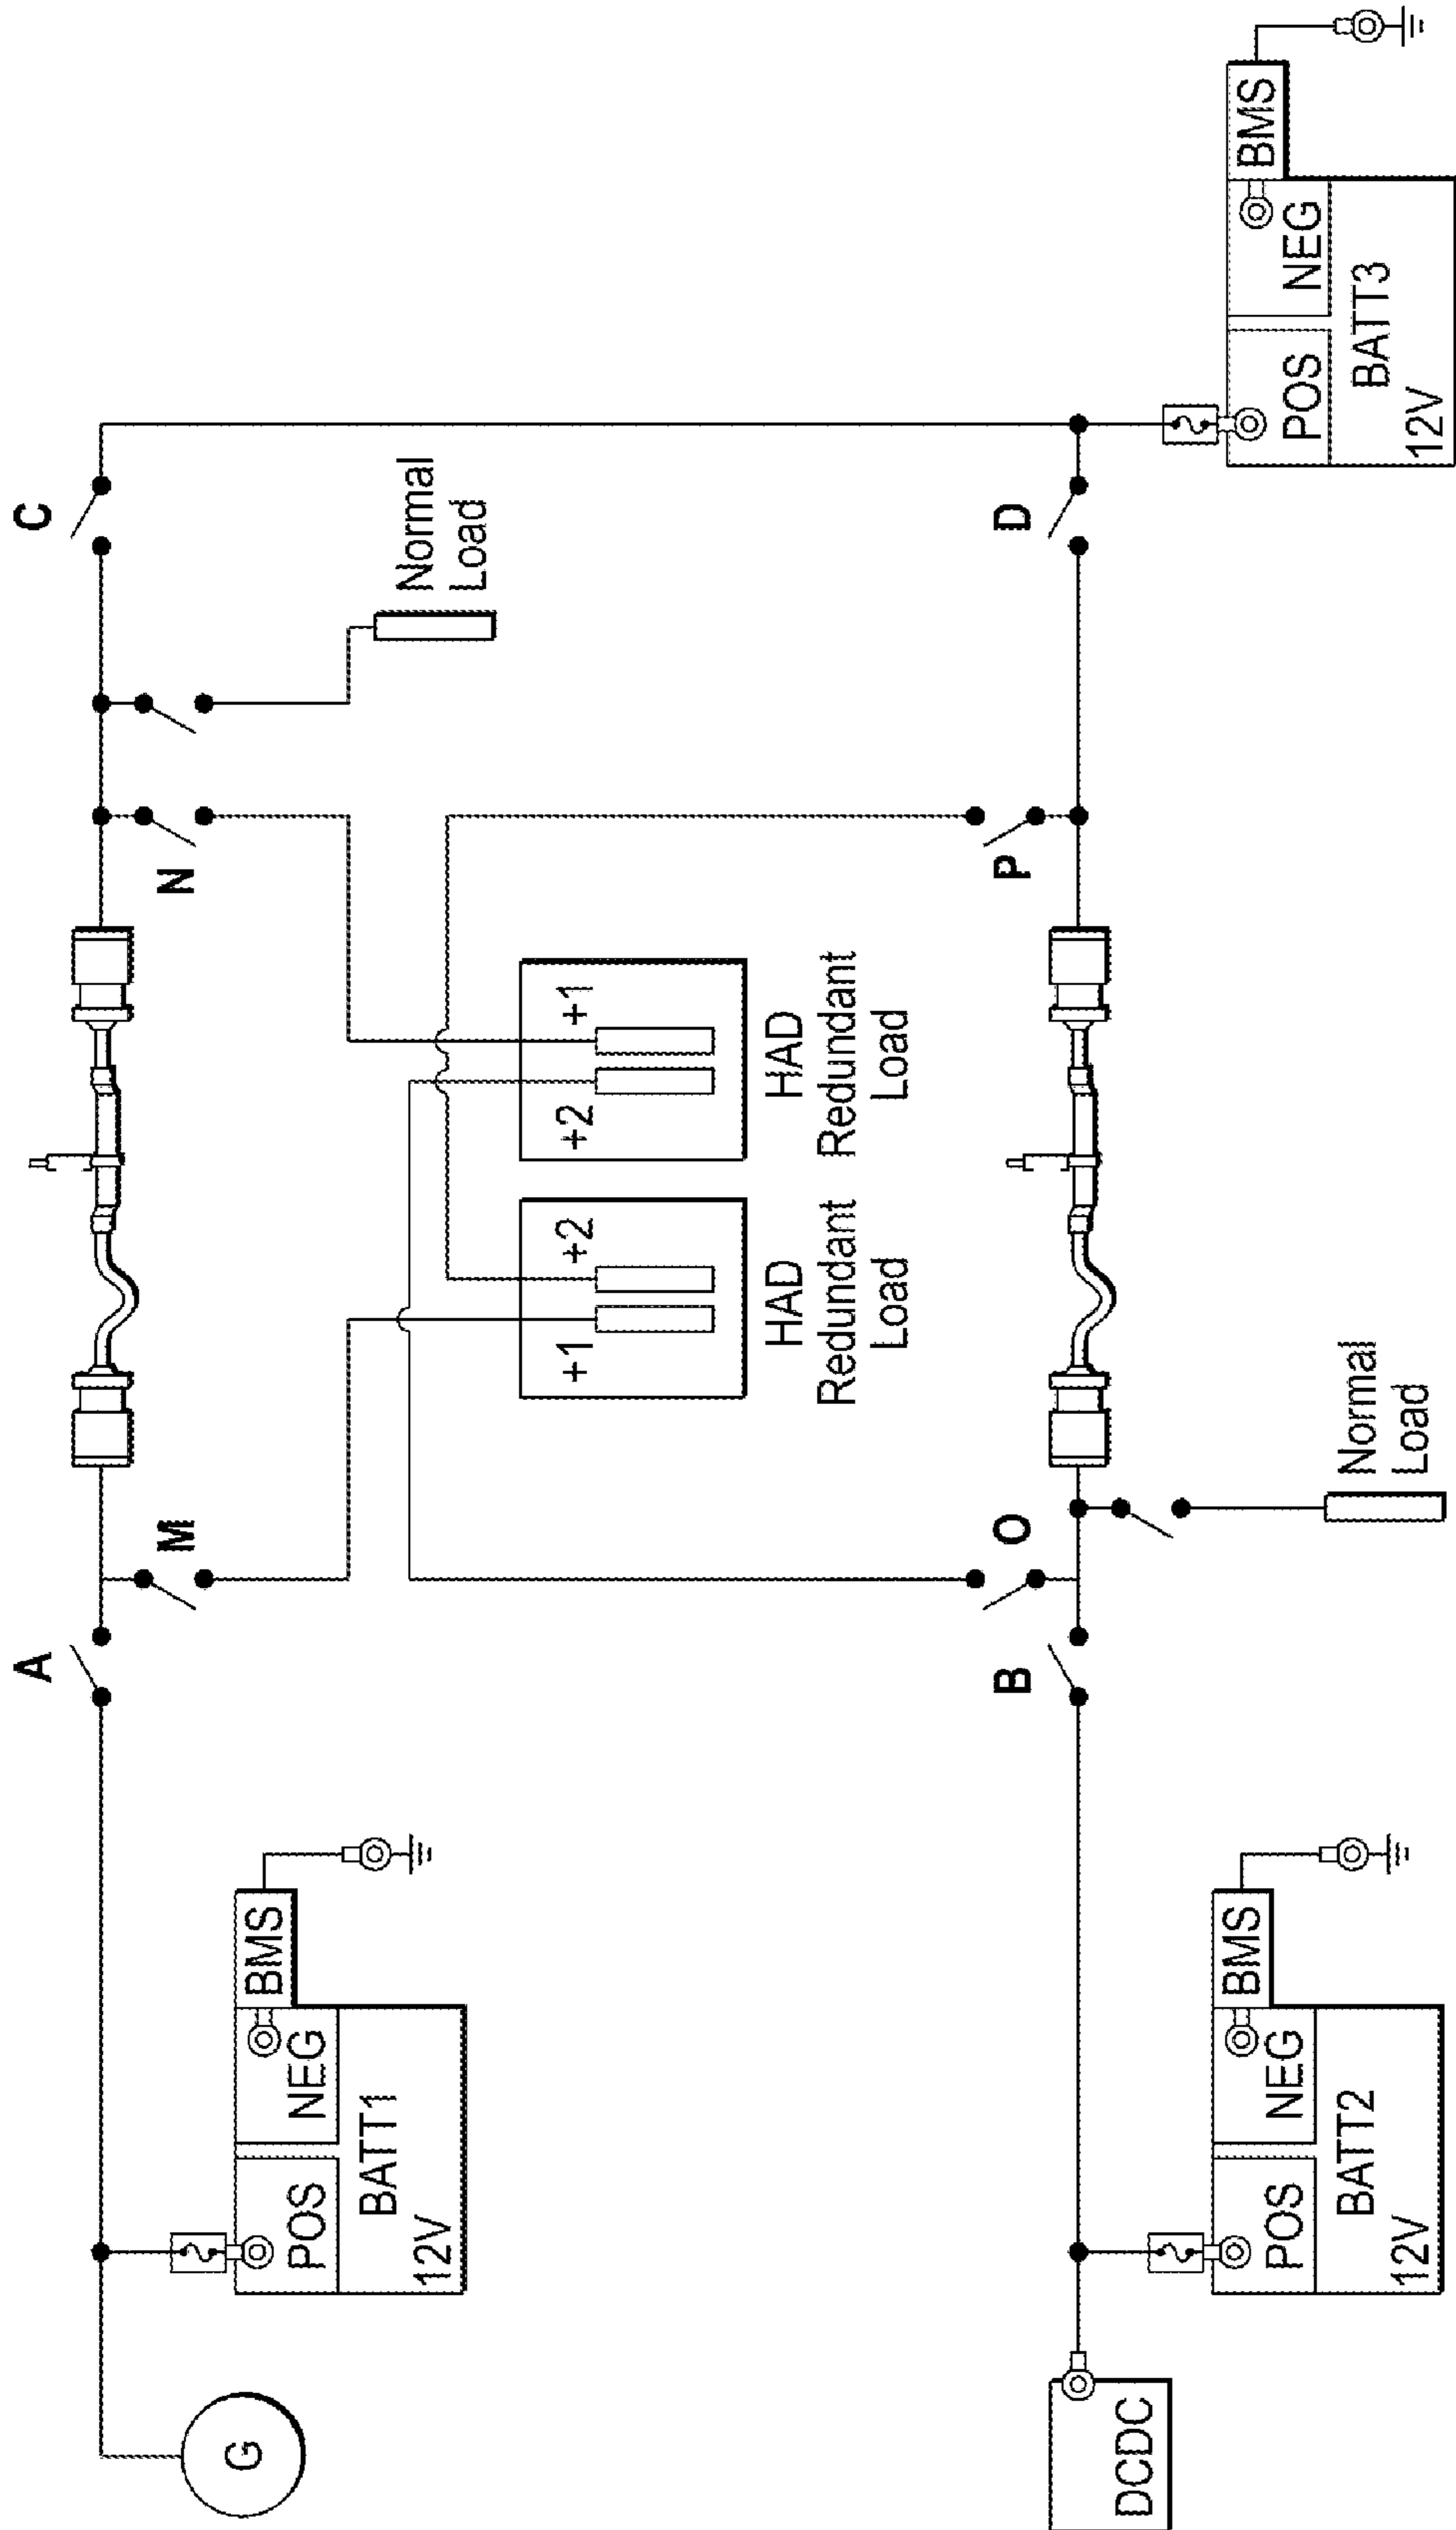 A
C
G
POS
NEG
BMS
BATT1
12V
M
N
Normal
Load
+1
+2
HAD
Redundant
Load
+2
+1
HAD
Redundant
Load
B
O
P
D
DCDC
POS
NEG
BMS
BATT2
12V
Normal
Load
POS
NEG
BMS
BATT3
12V